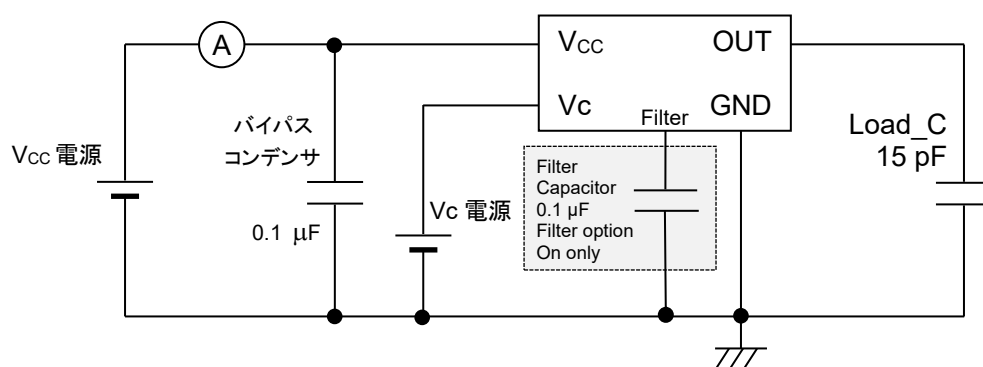 A
VCC
OUT
Vc
GND
Filter
バイパス
コンデンサ
0.1 μF
VCC 電源
Vc 電源
Filter
Capacitor
0.1 μF
Filter option
On only
Load_C
15 pF